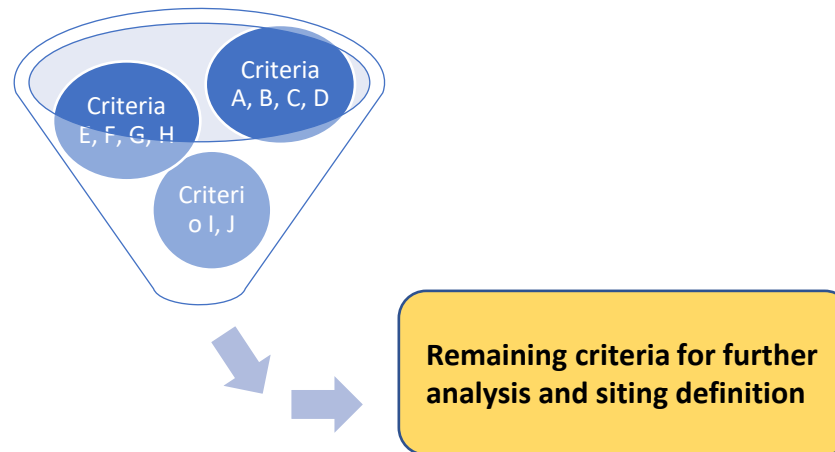 Criteria
A, B, C, D
Criteria
E, F, G, H
Criteri
o I, J
Remaining criteria for further
analysis and siting definition